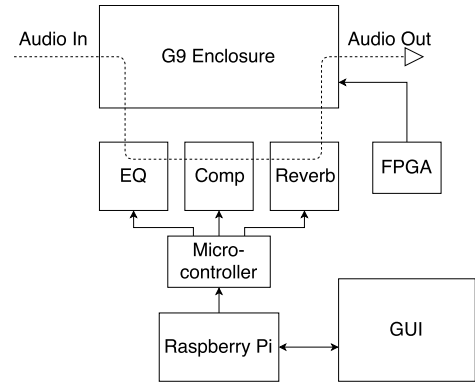 Audio In
G9 Enclosure
Audio Out
EQ
Comp
Reverb
FPGA
Micro-
controller
Raspberry Pi
GUI